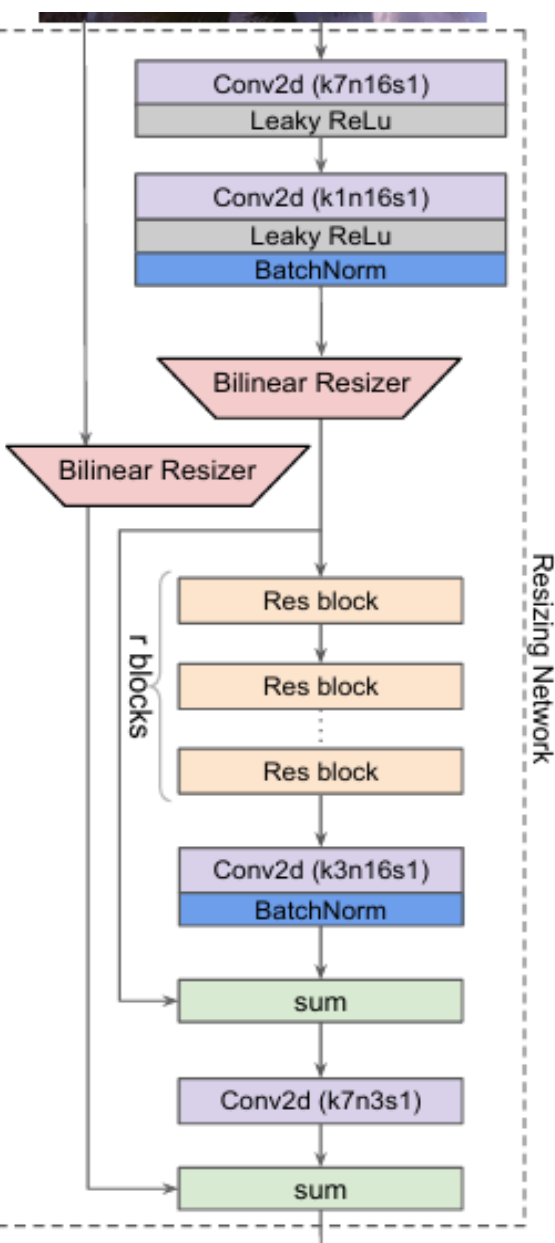 Conv2d (k7n16s1)
Leaky ReLu
Conv2d (k1n16s1)
Leaky ReLu
BatchNorm
Bilinear Resizer
Bilinear Resizer
Res block
Res block
Res block
r blocks
Resizing Network
Conv2d (k3n16s1)
BatchNorm
sum
Conv2d (k7n3s1)
sum